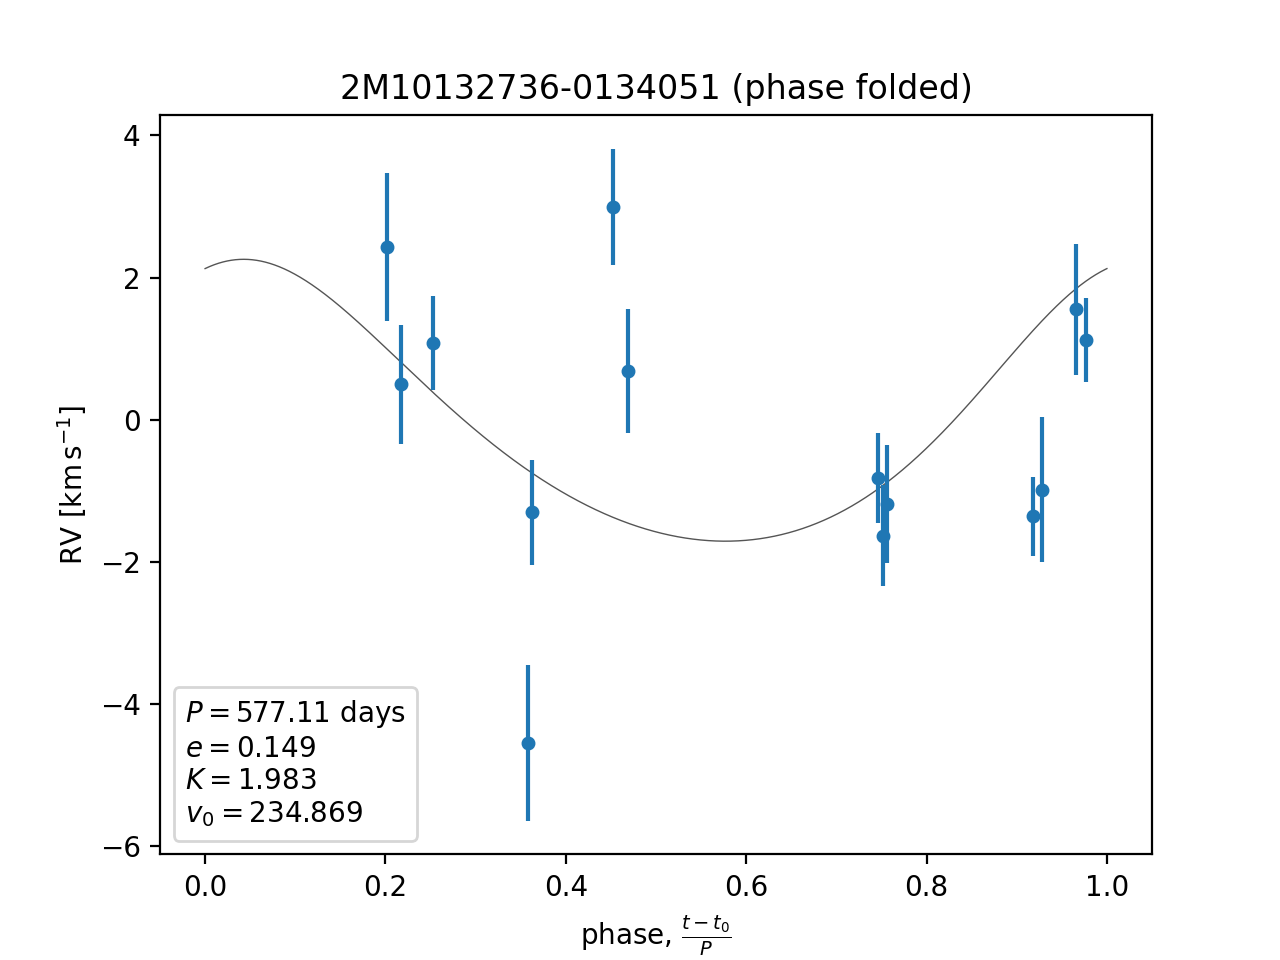 2M10132736-0134051 (phase folded)
4
2
0
−2
−4
−6
RV [km s⁻¹]
P = 577.11 days
e = 0.149
K = 1.983
v₀ = 234.869
0.0 0.2 0.4 0.6 0.8 1.0
phase, (t − t₀)/P